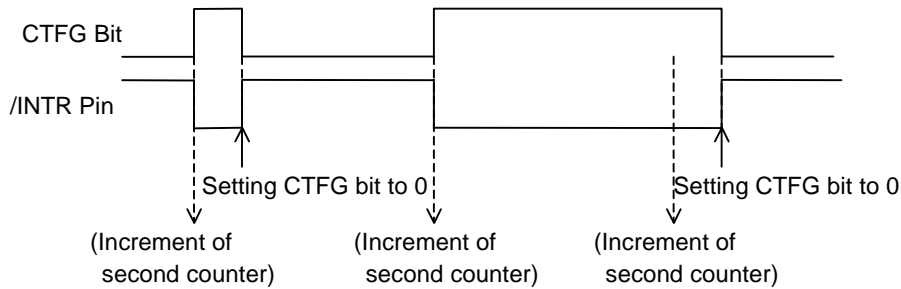 CTFG Bit
/INTR Pin
Setting CTFG bit to 0
Setting CTFG bit to 0
(Increment of
second counter)
(Increment of
second counter)
(Increment of
second counter)